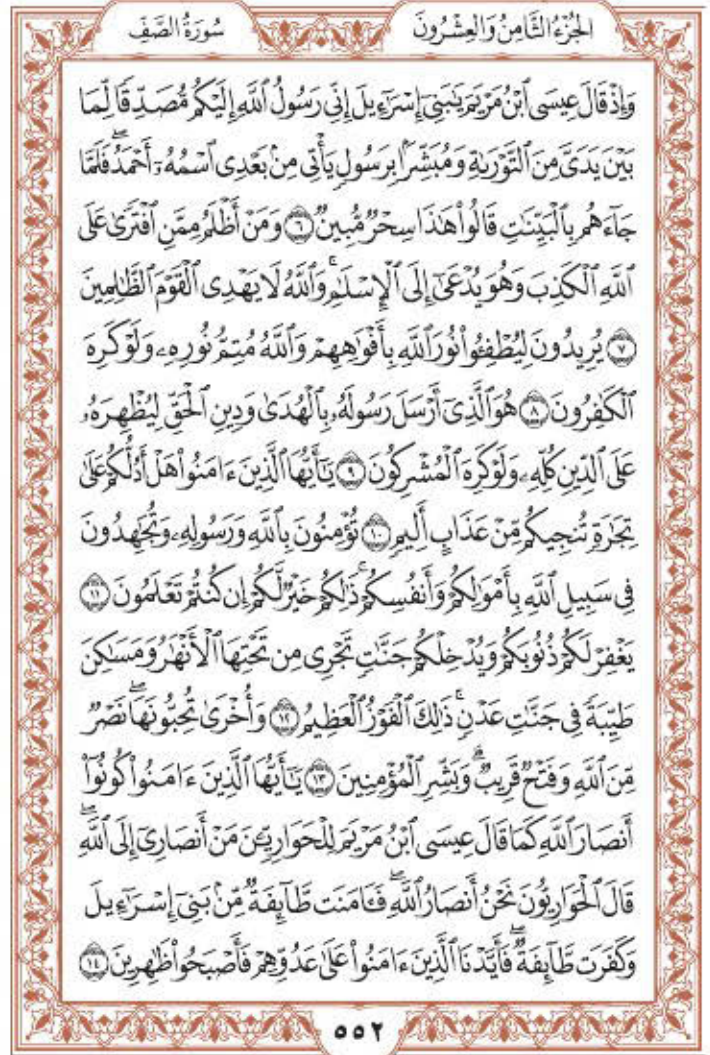 الجُزْءُ الثَّامِنُ وَالعِشْرُونَ سُورَةُ الصَّفِّ
وَإِذْ قَالَ عِيسَى ٱبْنُ مَرْيَمَ يَٰبَنِيٓ إِسْرَٰٓءِيلَ إِنِّي رَسُولُ ٱللَّهِ إِلَيْكُم مُّصَدِّقٗا لِّمَا
بَيْنَ يَدَيَّ مِنَ ٱلتَّوْرَىٰةِ وَمُبَشِّرَۢا بِرَسُولٖ يَأْتِي مِنۢ بَعْدِي ٱسْمُهُۥٓ أَحْمَدُۖ فَلَمَّا
جَآءَهُم بِٱلْبَيِّنَٰتِ قَالُواْ هَٰذَا سِحْرٞ مُّبِينٞ ٦ وَمَنْ أَظْلَمُ مِمَّنِ ٱفْتَرَىٰ عَلَى
ٱللَّهِ ٱلْكَذِبَ وَهُوَ يُدْعَىٰٓ إِلَى ٱلْإِسْلَٰمِۚ وَٱللَّهُ لَا يَهْدِي ٱلْقَوْمَ ٱلظَّٰلِمِينَ
٧ يُرِيدُونَ لِيُطْفِـُٔواْ نُورَ ٱللَّهِ بِأَفْوَٰهِهِمْ وَٱللَّهُ مُتِمُّ نُورِهِۦ وَلَوْ كَرِهَ
ٱلْكَٰفِرُونَ ٨ هُوَ ٱلَّذِيٓ أَرْسَلَ رَسُولَهُۥ بِٱلْهُدَىٰ وَدِينِ ٱلْحَقِّ لِيُظْهِرَهُۥ
عَلَى ٱلدِّينِ كُلِّهِۦ وَلَوْ كَرِهَ ٱلْمُشْرِكُونَ ٩ يَٰٓأَيُّهَا ٱلَّذِينَ ءَامَنُواْ هَلْ أَدُلُّكُمْ عَلَىٰ
تِجَٰرَةٖ تُنجِيكُم مِّنْ عَذَابٍ أَلِيمٖ ١٠ تُؤْمِنُونَ بِٱللَّهِ وَرَسُولِهِۦ وَتُجَٰهِدُونَ
فِي سَبِيلِ ٱللَّهِ بِأَمْوَٰلِكُمْ وَأَنفُسِكُمْۚ ذَٰلِكُمْ خَيْرٞ لَّكُمْ إِن كُنتُمْ تَعْلَمُونَ ١١
يَغْفِرْ لَكُمْ ذُنُوبَكُمْ وَيُدْخِلْكُمْ جَنَّٰتٖ تَجْرِي مِن تَحْتِهَا ٱلْأَنْهَٰرُ وَمَسَٰكِنَ
طَيِّبَةٗ فِي جَنَّٰتِ عَدْنٖۚ ذَٰلِكَ ٱلْفَوْزُ ٱلْعَظِيمُ ١٢ وَأُخْرَىٰ تُحِبُّونَهَاۖ نَصْرٞ
مِّنَ ٱللَّهِ وَفَتْحٞ قَرِيبٞۗ وَبَشِّرِ ٱلْمُؤْمِنِينَ ١٣ يَٰٓأَيُّهَا ٱلَّذِينَ ءَامَنُواْ كُونُوٓاْ
أَنصَارَ ٱللَّهِ كَمَا قَالَ عِيسَى ٱبْنُ مَرْيَمَ لِلْحَوَارِيِّـۧنَ مَنْ أَنصَارِيٓ إِلَى ٱللَّهِۖ
قَالَ ٱلْحَوَارِيُّونَ نَحْنُ أَنصَارُ ٱللَّهِۖ فَـَٔامَنَت طَّآئِفَةٞ مِّنۢ بَنِيٓ إِسْرَٰٓءِيلَ
وَكَفَرَت طَّآئِفَةٞۖ فَأَيَّدْنَا ٱلَّذِينَ ءَامَنُواْ عَلَىٰ عَدُوِّهِمْ فَأَصْبَحُواْ ظَٰهِرِينَ ١٤
٥٥٢